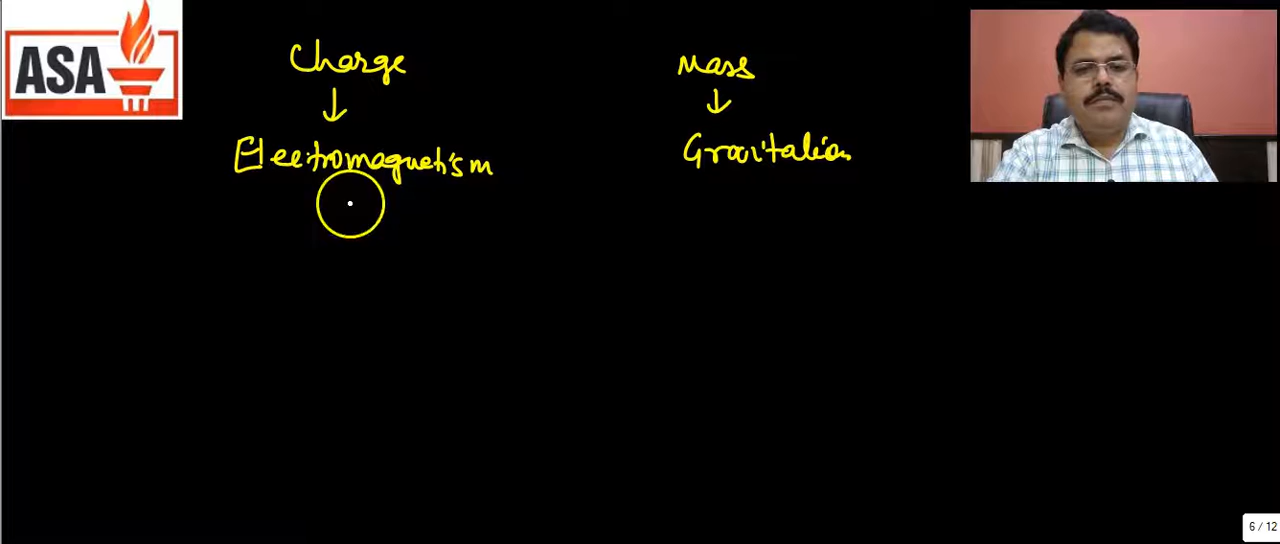 ASA
Charge
Mass
↓
↓
Electromagnetism
Gravitation
6 / 12